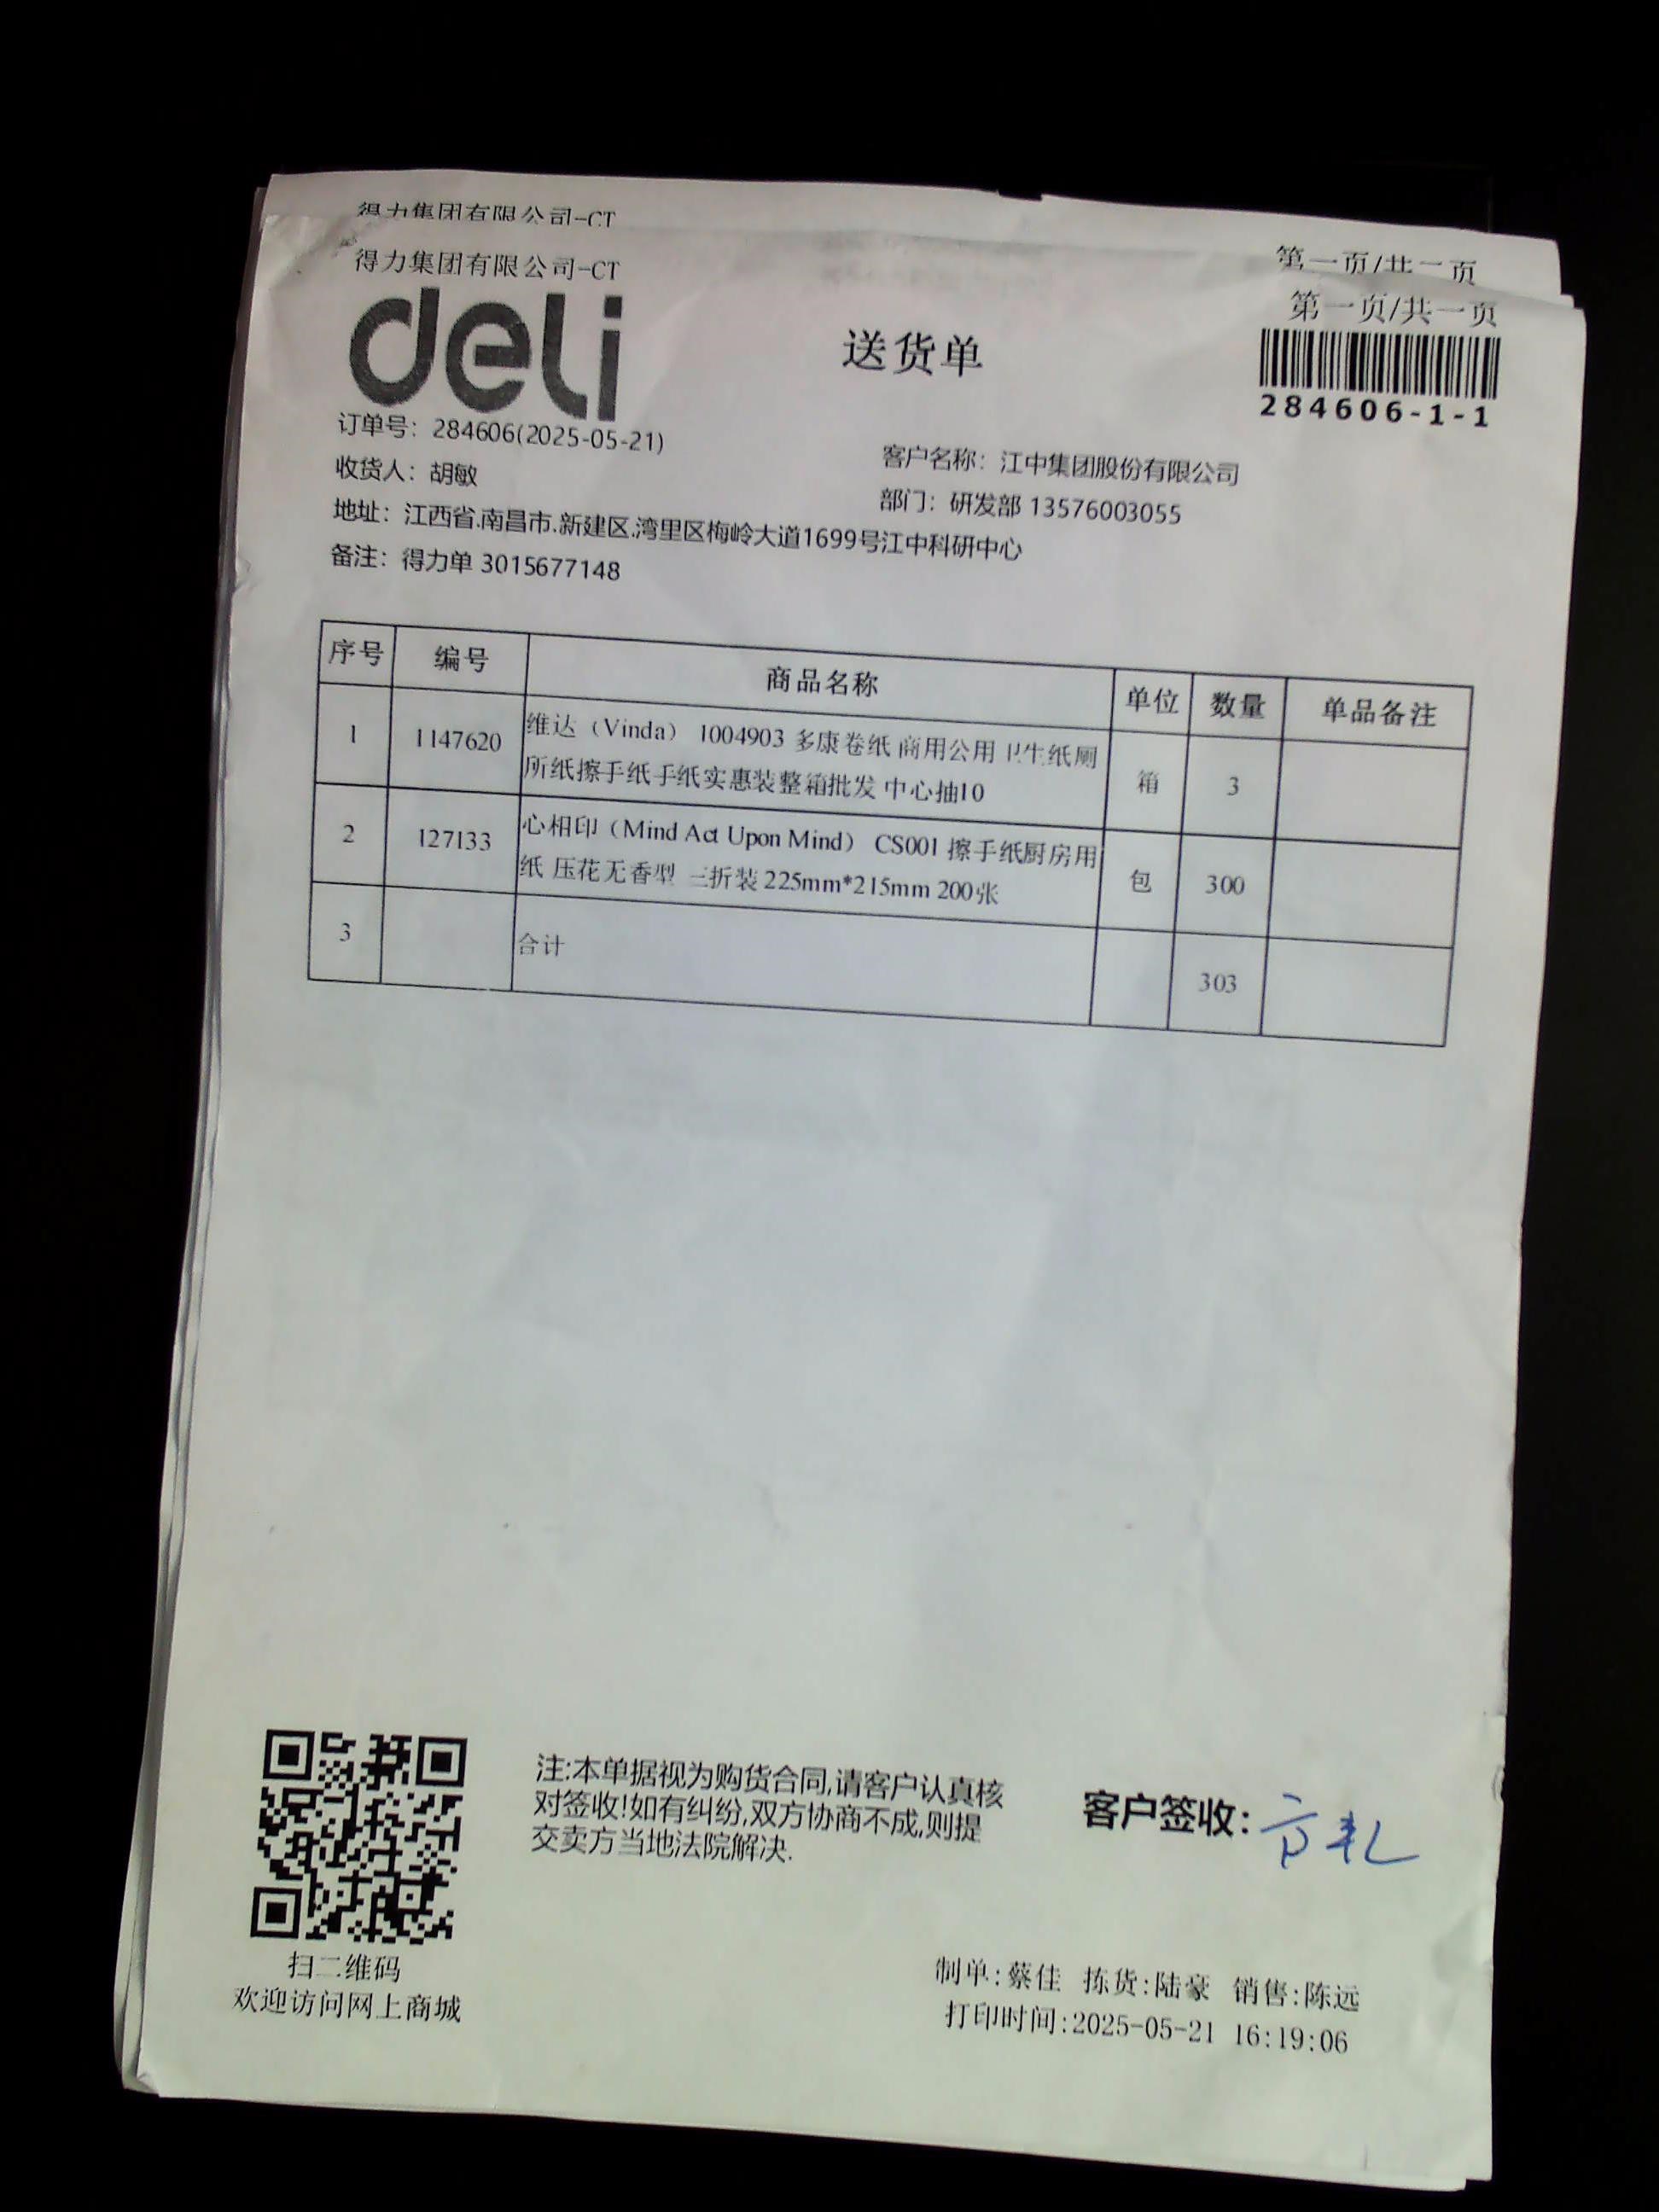 得力集团有限公司-CT
得力集团有限公司-CT
第一页/共一页
deli
送货单
284606-1-1
订单号：284606(2025-05-21)
收货人：胡敏
客户名称：江中集团股份有限公司
部门：研发部 13576003055
地址：江西省.南昌市.新建区.湾里区梅岭大道1699号江中科研中心
备注：得力单 3015677148
序号 编号 商品名称 单位 数量 单品备注
1 1147620 维达（Vinda） 1004903 多康卷纸 商用公用 卫生纸厕
所纸擦手纸手纸实惠装整箱批发 中心抽10 箱 3
2 127133 心相印（Mind Act Upon Mind） CS001 擦手纸厨房用
纸 压花无香型 三折装 225mm*215mm 200张 包 300
3 合计 303
注:本单据视为购货合同,请客户认真核
对签收!如有纠纷,双方协商不成,则提
交卖方当地法院解决.
客户签收:
扫二维码
欢迎访问网上商城
制单:蔡佳 拣货:陆豪 销售:陈远
打印时间:2025-05-21 16:19:06